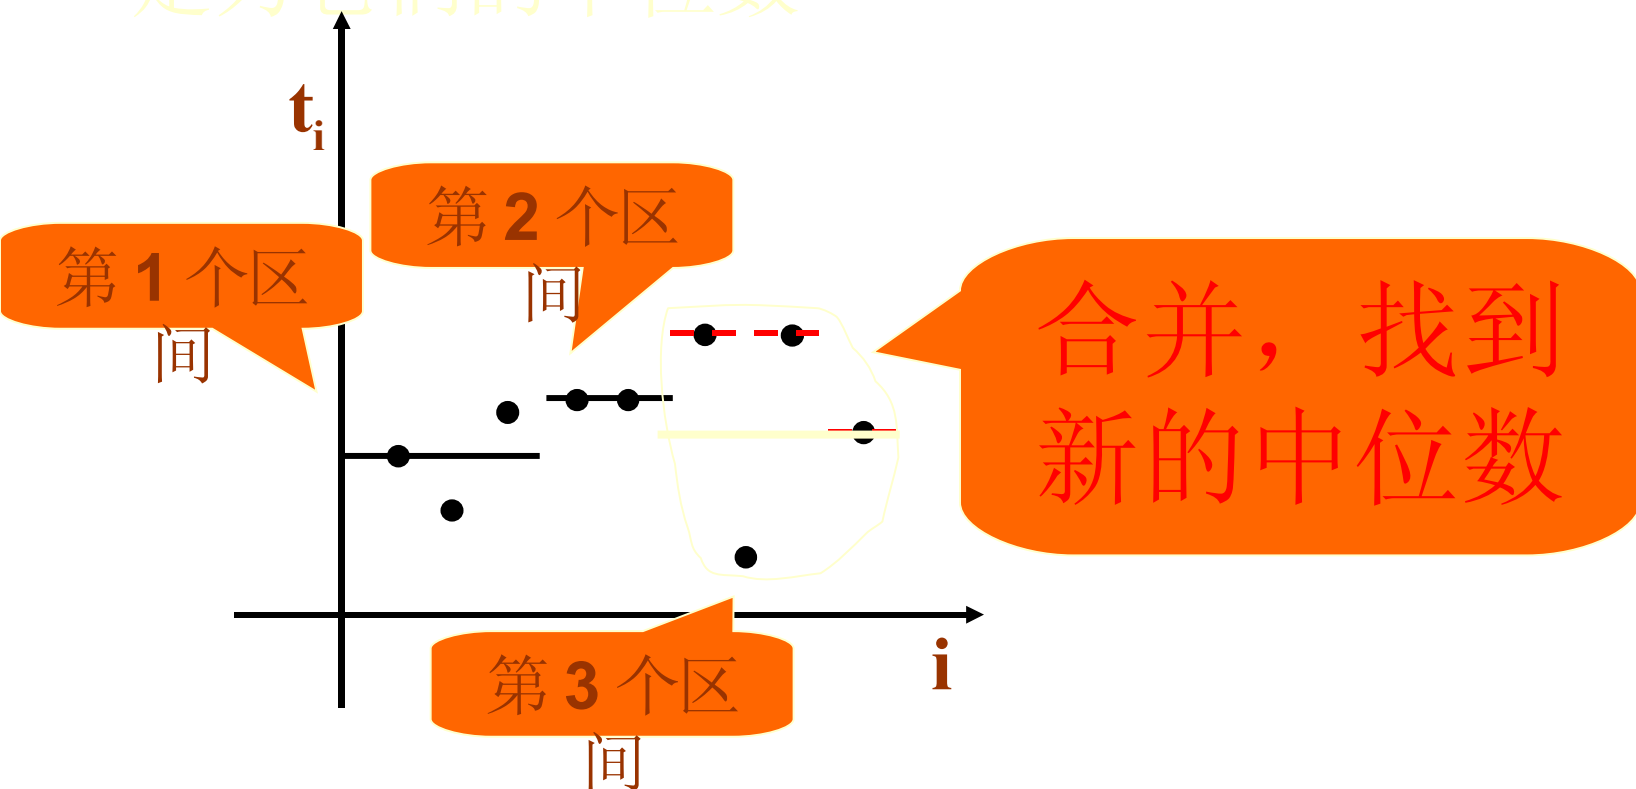 tᵢ
第 2 个区
间
第 1 个区
间
合并，找到
新的中位数
第 3 个区
间
i